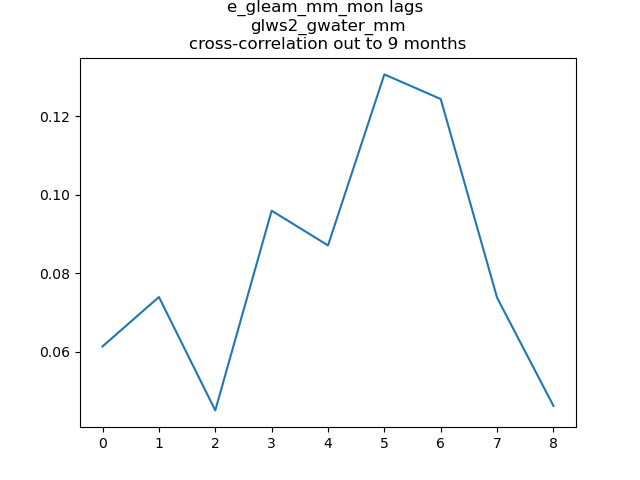 e_gleam_mm_mon lags
glws2_gwater_mm
cross-correlation out to 9 months
0.12
0.10
0.08
0.06
0 1 2 3 4 5 6 7 8